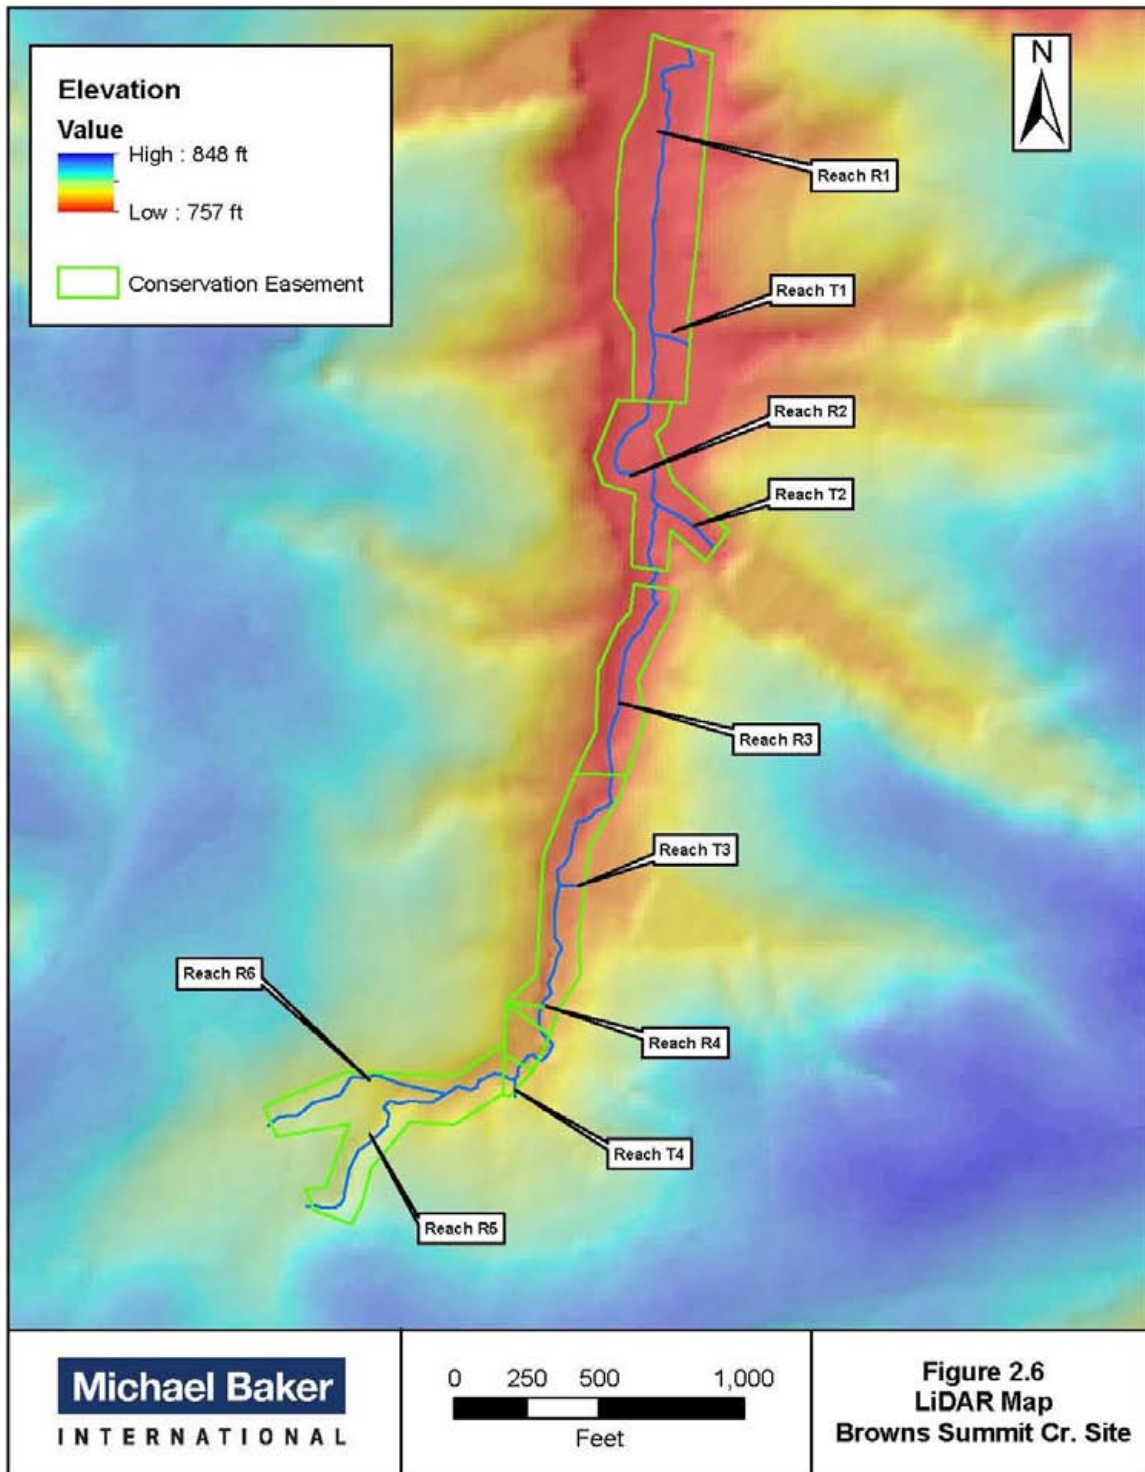 Elevation
Value
High : 848 ft
Low : 757 ft
Conservation Easement
N
Reach R1
Reach T1
Reach R2
Reach T2
Reach R3
Reach T3
Reach R6
Reach R4
Reach T4
Reach R5
Michael Baker
INTERNATIONAL
0 250 500 1,000
Feet
Figure 2.6
LiDAR Map
Browns Summit Cr. Site